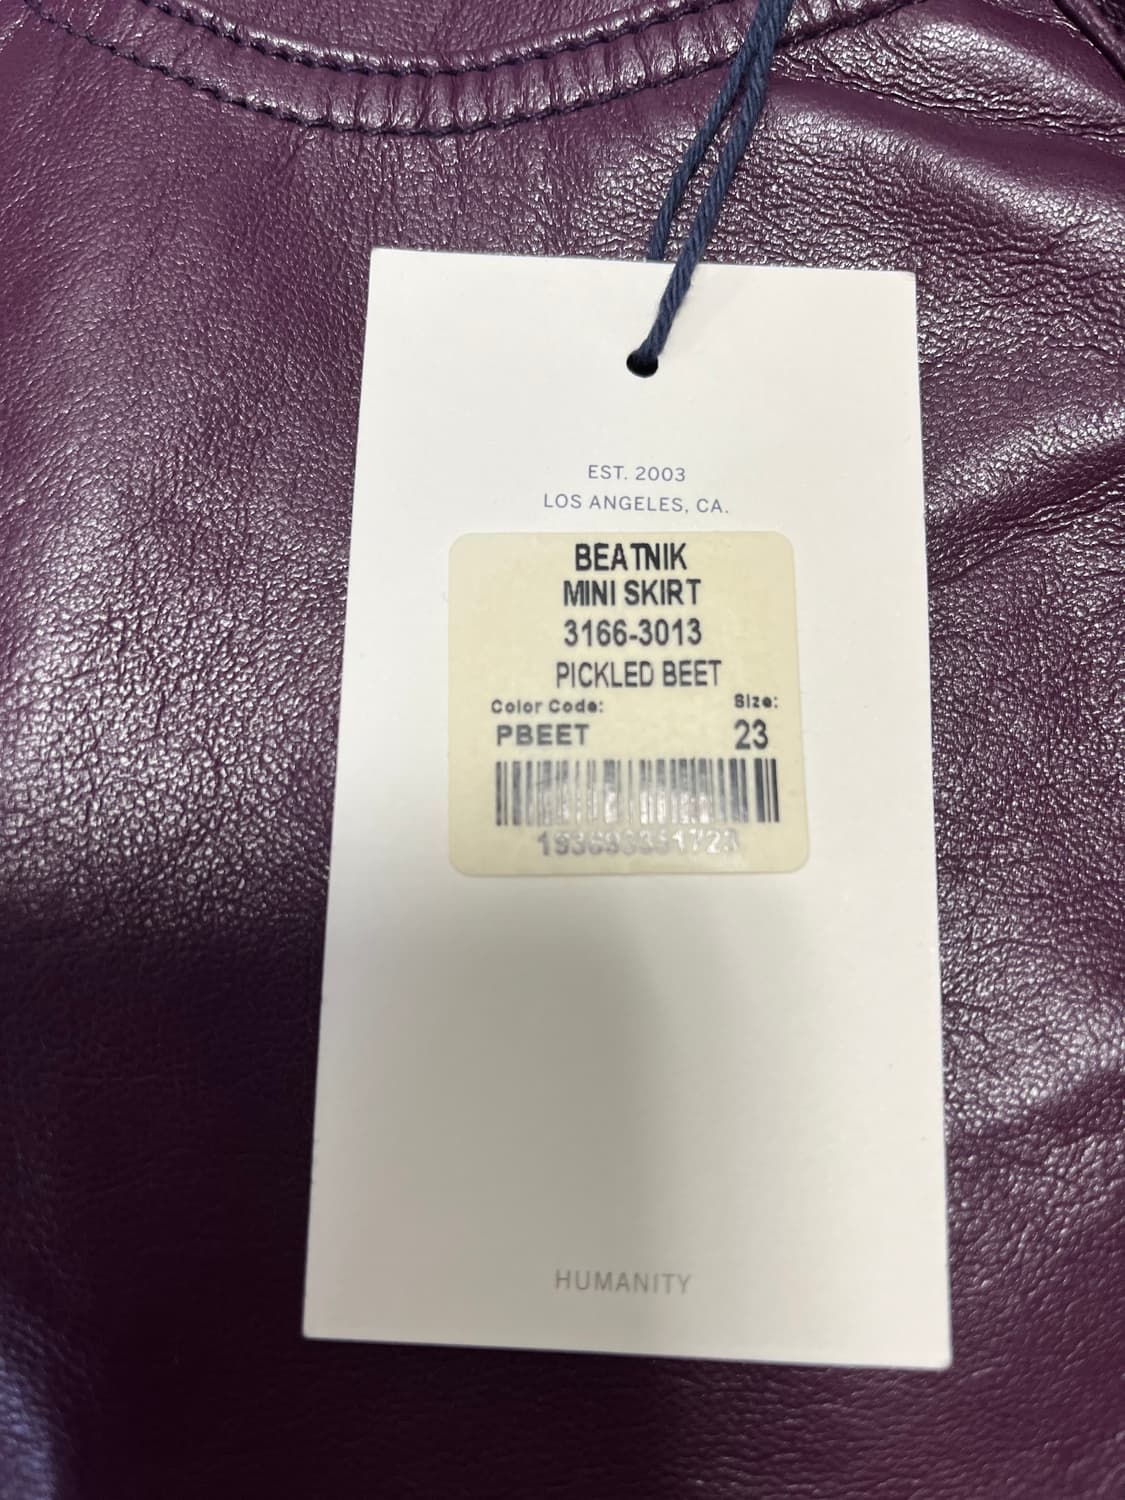 EST. 2003
LOS ANGELES, CA.
BEATNIK
MINI SKIRT
3166-3013
PICKLED BEET
Color Code: Size:
PBEET 23
HUMANITY